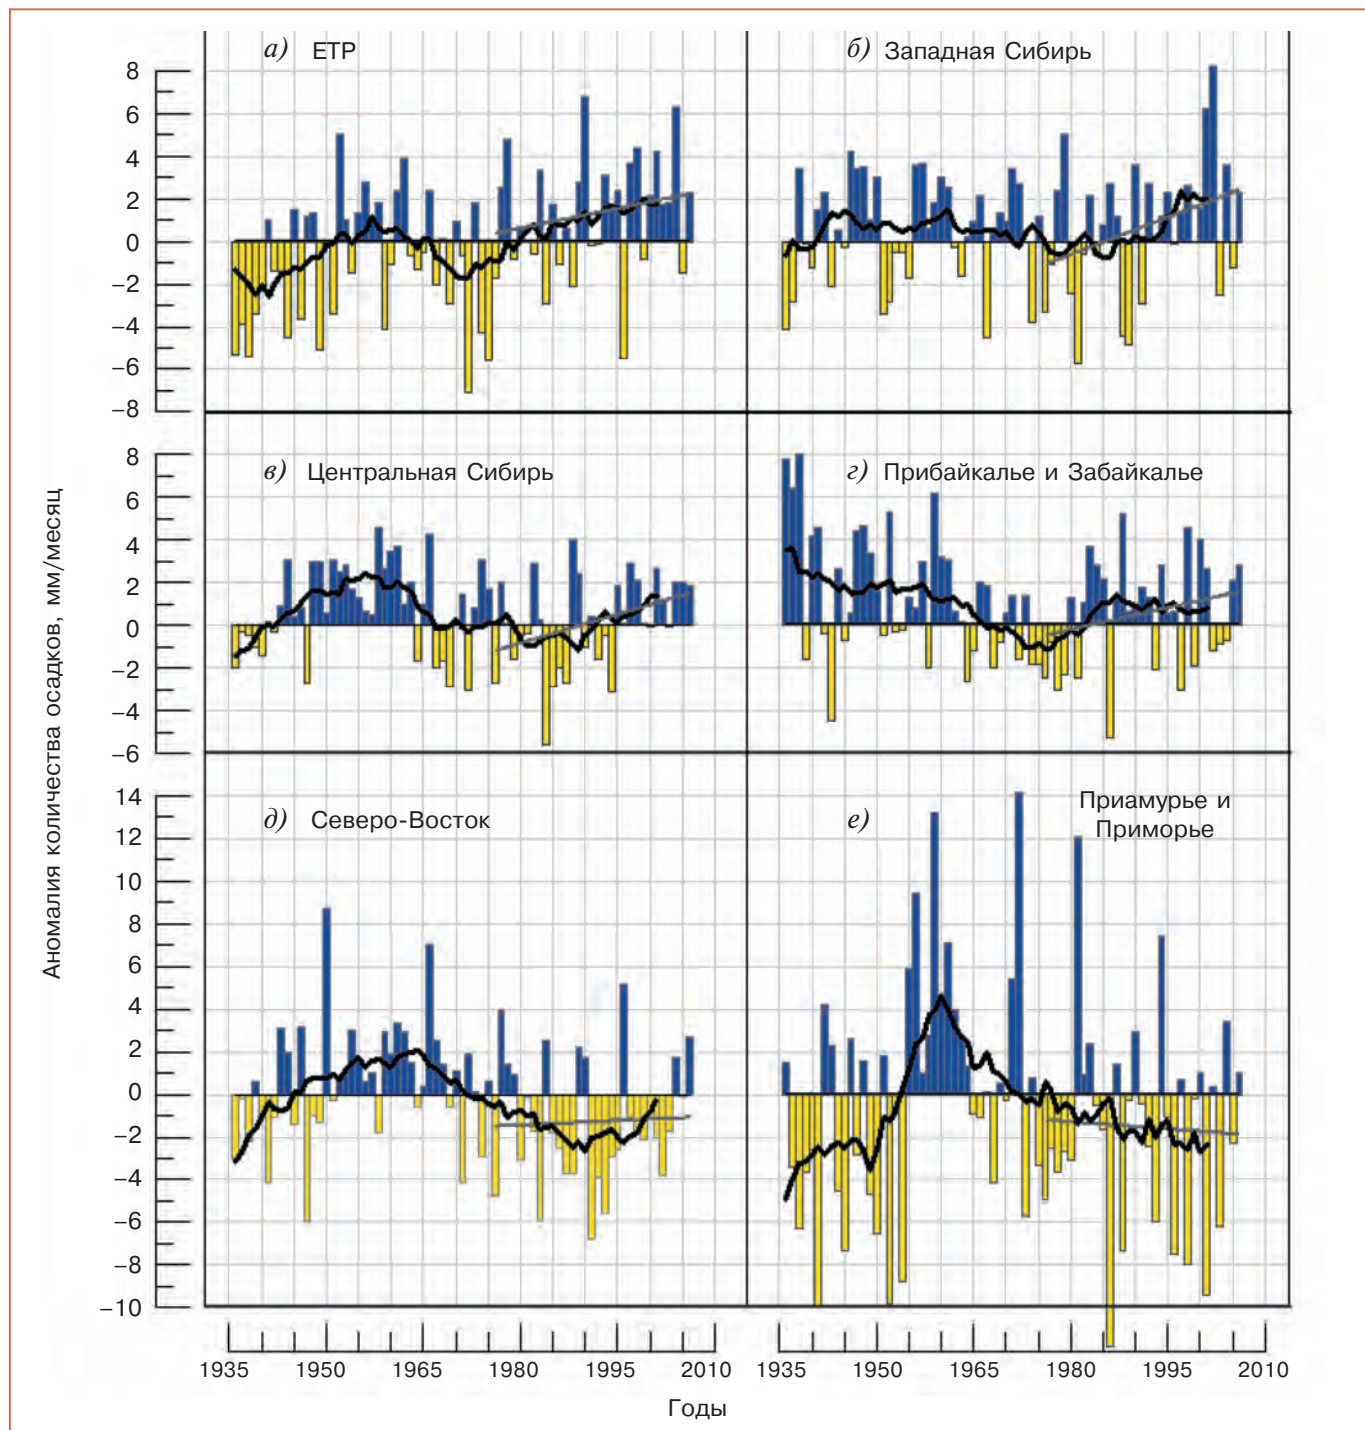 а) ЕТР
б) Западная Сибирь
8
6
4
2
0
−2
−4
−6
−8
в) Центральная Сибирь
г) Прибайкалье и Забайкалье
8
6
4
2
0
−2
−4
−6
Аномалия количества осадков, мм/месяц
д) Северо-Восток
е) Приамурье и
Приморье
14
12
10
8
6
4
2
0
−2
−4
−6
−8
−10
1935 1950 1965 1980 1995 2010
1935 1950 1965 1980 1995 2010
Годы